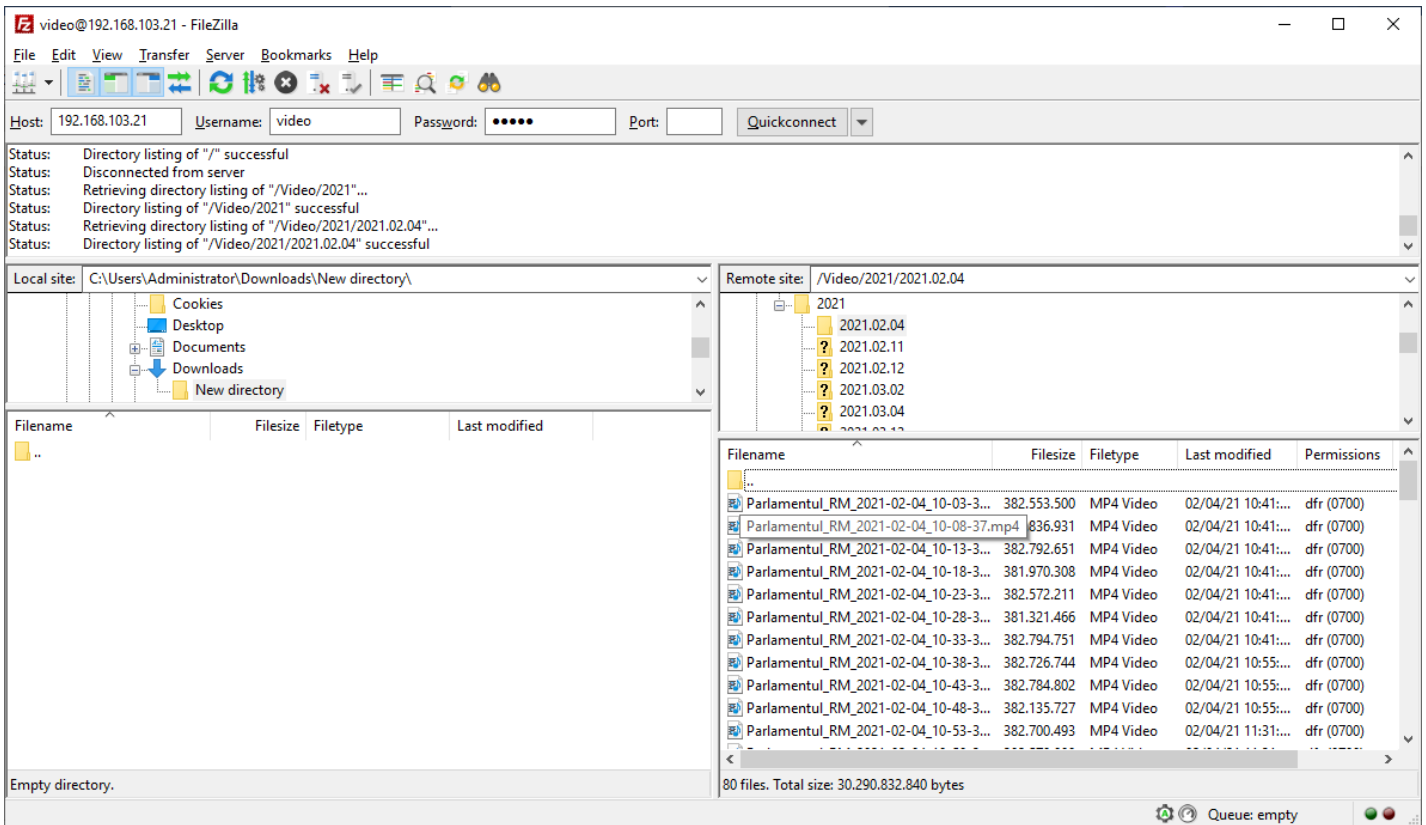 video@192.168.103.21 - FileZilla
File Edit View Transfer Server Bookmarks Help
Host: 192.168.103.21 Username: video Password: ●●●●● Port: Quickconnect
Status: Directory listing of "/" successful
Status: Disconnected from server
Status: Retrieving directory listing of "/Video/2021"...
Status: Directory listing of "/Video/2021" successful
Status: Retrieving directory listing of "/Video/2021/2021.02.04"...
Status: Directory listing of "/Video/2021/2021.02.04" successful
Local site: C:\Users\Administrator\Downloads\New directory\
Cookies
Desktop
Documents
Downloads
New directory
Filename Filesize Filetype Last modified
..
Empty directory.
Remote site: /Video/2021/2021.02.04
2021
2021.02.04
? 2021.02.11
? 2021.02.12
? 2021.03.02
? 2021.03.04
Filename Filesize Filetype Last modified Permissions
..
Parlamentul_RM_2021-02-04_10-03-3... 382.553.500 MP4 Video 02/04/21 10:41:... dfr (0700)
Parlamentul_RM_2021-02-04_10-08-37.mp4 836.931 MP4 Video 02/04/21 10:41:... dfr (0700)
Parlamentul_RM_2021-02-04_10-13-3... 382.792.651 MP4 Video 02/04/21 10:41:... dfr (0700)
Parlamentul_RM_2021-02-04_10-18-3... 381.970.308 MP4 Video 02/04/21 10:41:... dfr (0700)
Parlamentul_RM_2021-02-04_10-23-3... 382.572.211 MP4 Video 02/04/21 10:41:... dfr (0700)
Parlamentul_RM_2021-02-04_10-28-3... 381.321.466 MP4 Video 02/04/21 10:41:... dfr (0700)
Parlamentul_RM_2021-02-04_10-33-3... 382.794.751 MP4 Video 02/04/21 10:41:... dfr (0700)
Parlamentul_RM_2021-02-04_10-38-3... 382.726.744 MP4 Video 02/04/21 10:55:... dfr (0700)
Parlamentul_RM_2021-02-04_10-43-3... 382.784.802 MP4 Video 02/04/21 10:55:... dfr (0700)
Parlamentul_RM_2021-02-04_10-48-3... 382.135.727 MP4 Video 02/04/21 10:55:... dfr (0700)
Parlamentul_RM_2021-02-04_10-53-3... 382.700.493 MP4 Video 02/04/21 11:31:... dfr (0700)
80 files. Total size: 30.290.832.840 bytes
Queue: empty